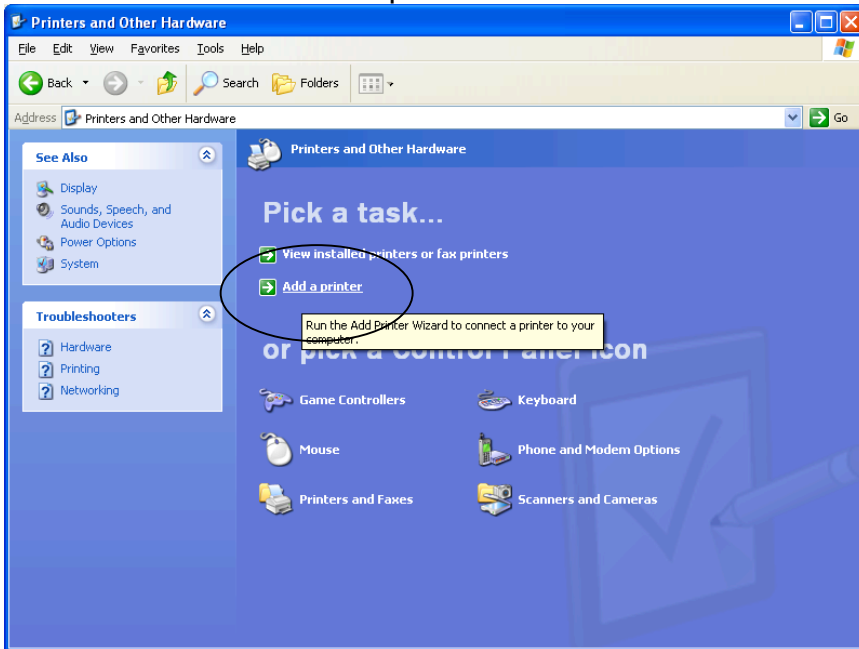 Printers and Other Hardware
File Edit View Favorites Tools Help
Back Search Folders
Address Printers and Other Hardware Go
See Also
Display
Sounds, Speech, and
Audio Devices
Power Options
System
Troubleshooters
Hardware
Printing
Networking
Printers and Other Hardware
Pick a task...
View installed printers or fax printers
Add a printer
Run the Add Printer Wizard to connect a printer to your
computer.
or pick a Control Panel icon
Game Controllers Keyboard
Mouse Phone and Modem Options
Printers and Faxes Scanners and Cameras